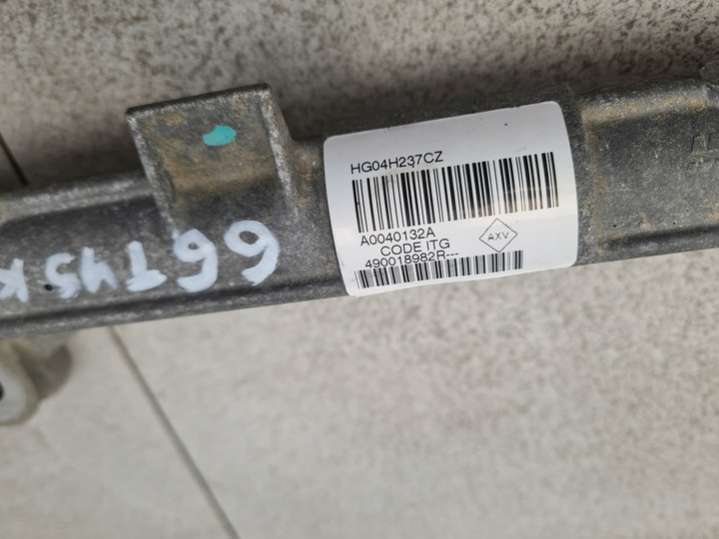 HG04H237CZ
A0040132A
CODE ITG
AXV
490018982R---
66T45K